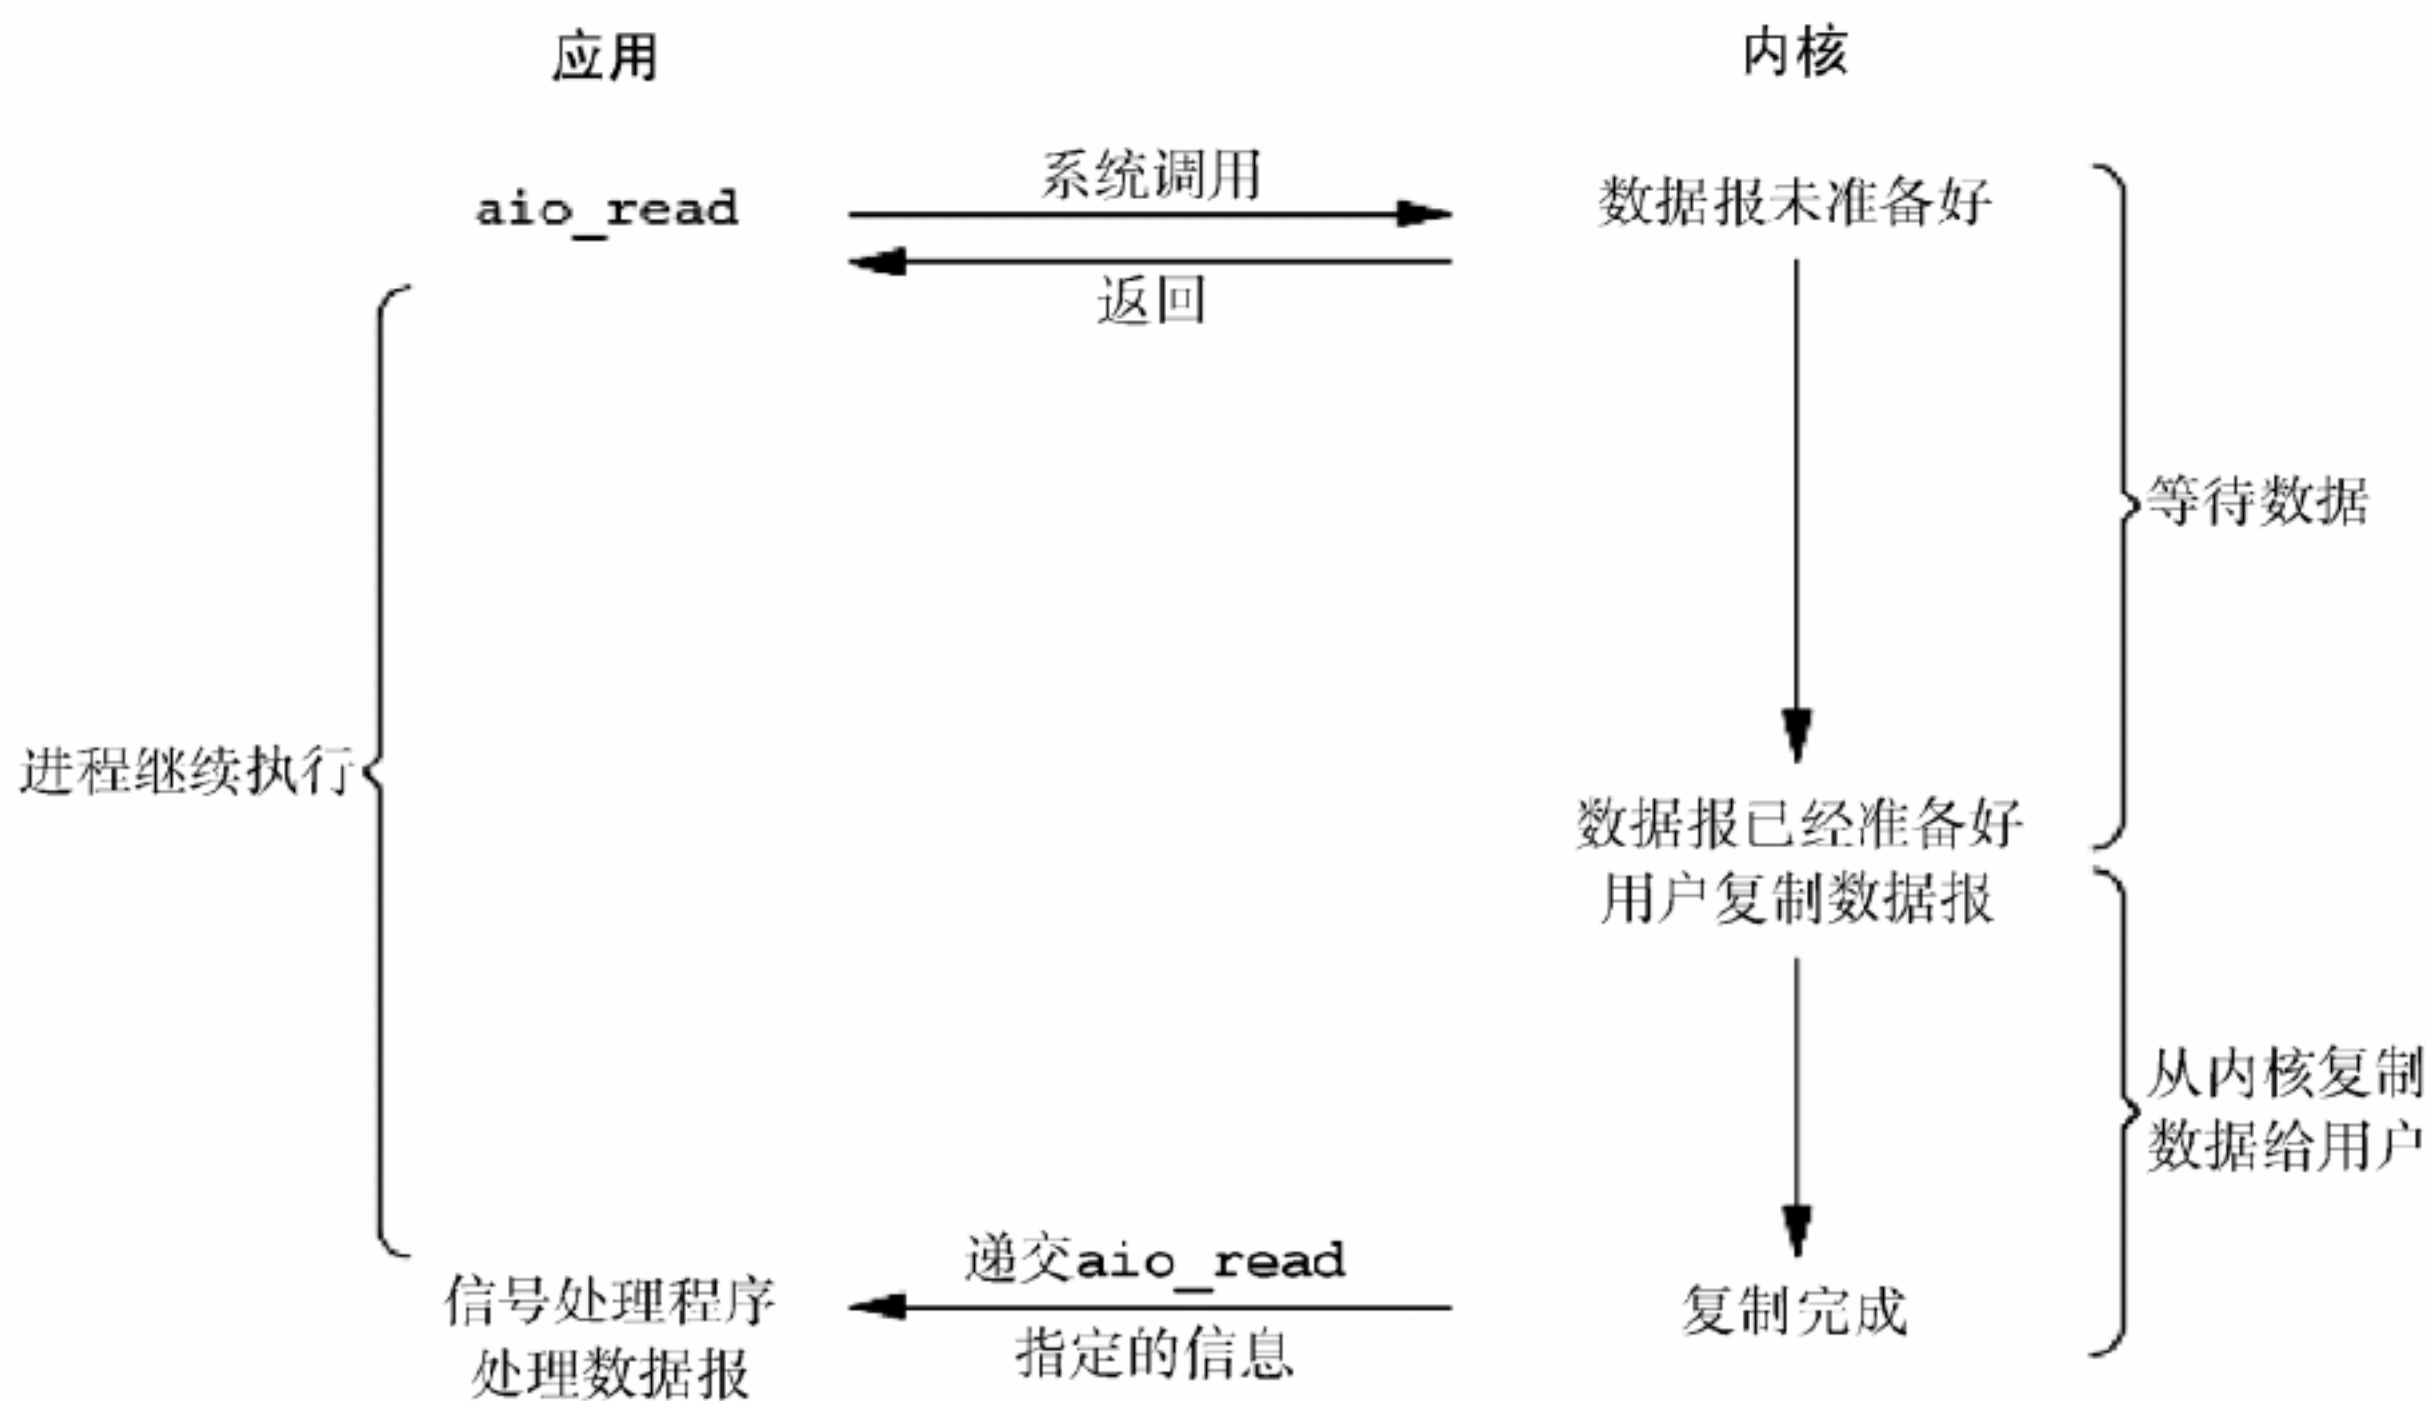 应用
内核
aio_read
系统调用
数据报未准备好
返回
等待数据
进程继续执行
数据报已经准备好
用户复制数据报
从内核复制
数据给用户
递交aio_read
指定的信息
复制完成
信号处理程序
处理数据报